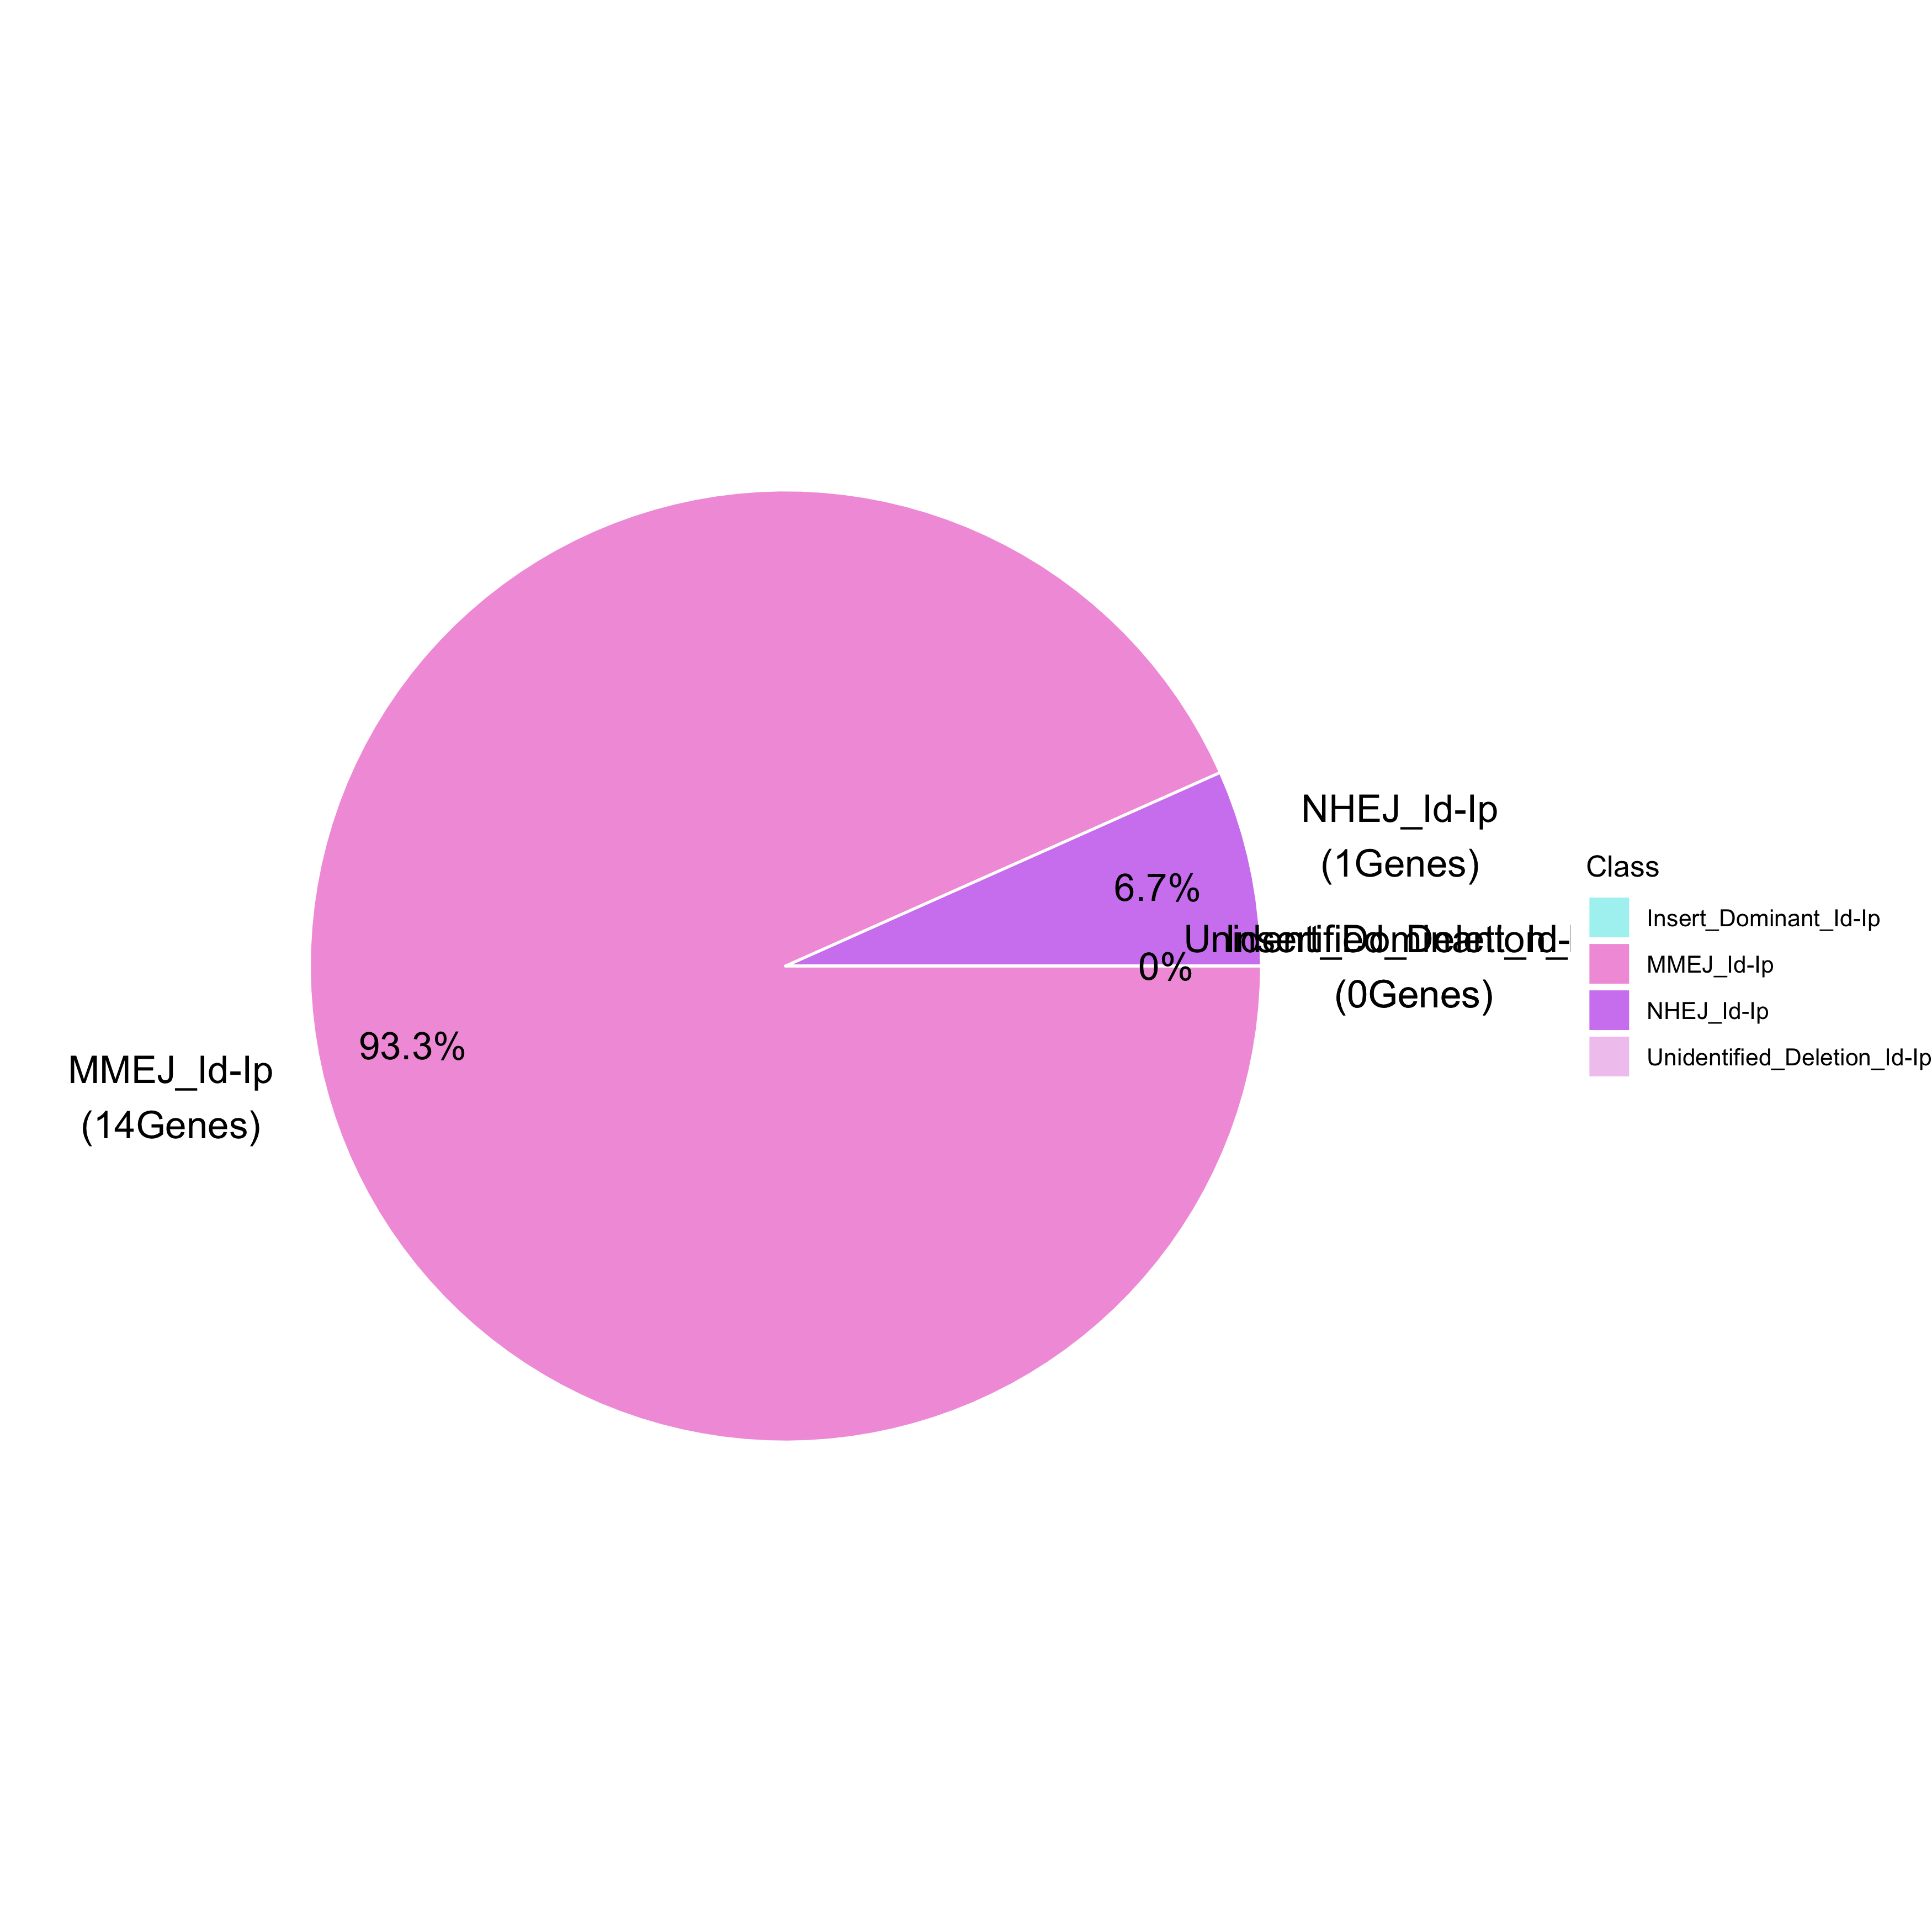 NHEJ_Id-Ip
(1Genes)
6.7%
0%
(0Genes)
93.3%
MMEJ_Id-Ip
(14Genes)
Class
Insert_Dominant_Id-Ip
MMEJ_Id-Ip
NHEJ_Id-Ip
Unidentified_Deletion_Id-Ip